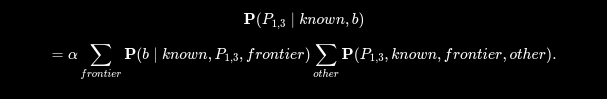 P(P₁,₃ | known, b)
= α ∑_{frontier} P(b | known, P₁,₃, frontier) ∑_{other} P(P₁,₃, known, frontier, other).